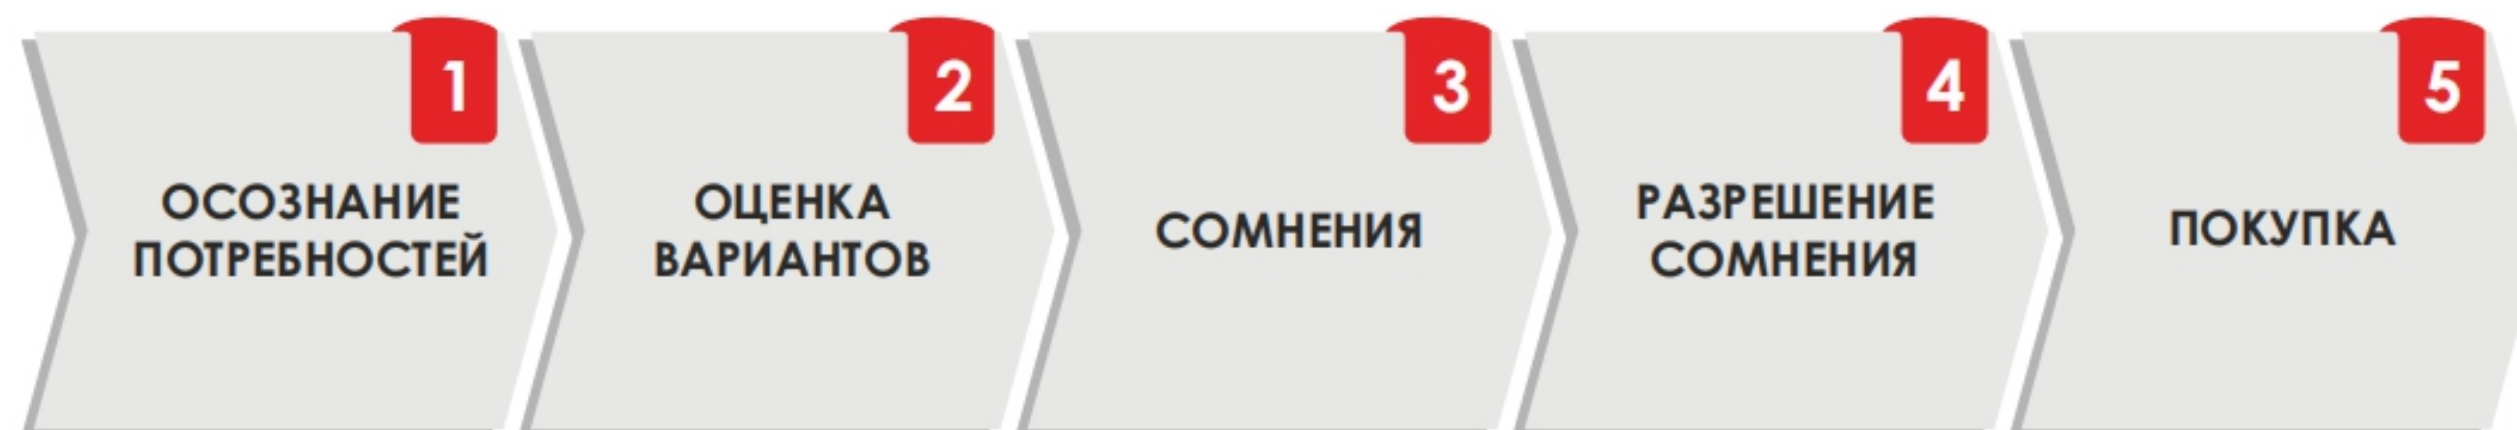 1
ОСОЗНАНИЕ
ПОТРЕБНОСТЕЙ
2
ОЦЕНКА
ВАРИАНТОВ
3
СОМНЕНИЯ
4
РАЗРЕШЕНИЕ
СОМНЕНИЯ
5
ПОКУПКА